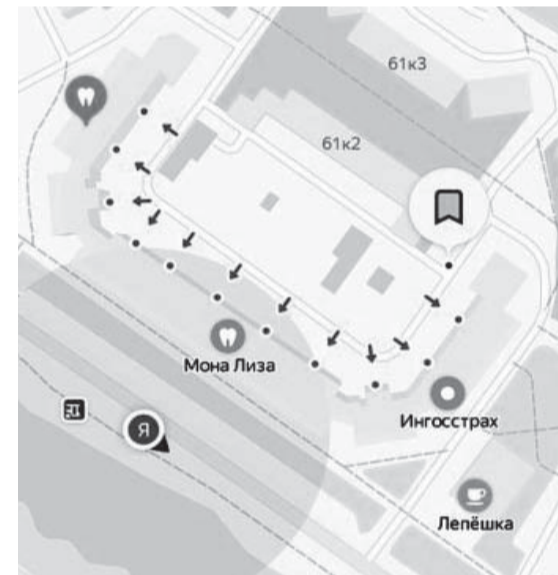 61к3
61к2
Мона Лиза
Я
Ингосстрах
Лепёшка